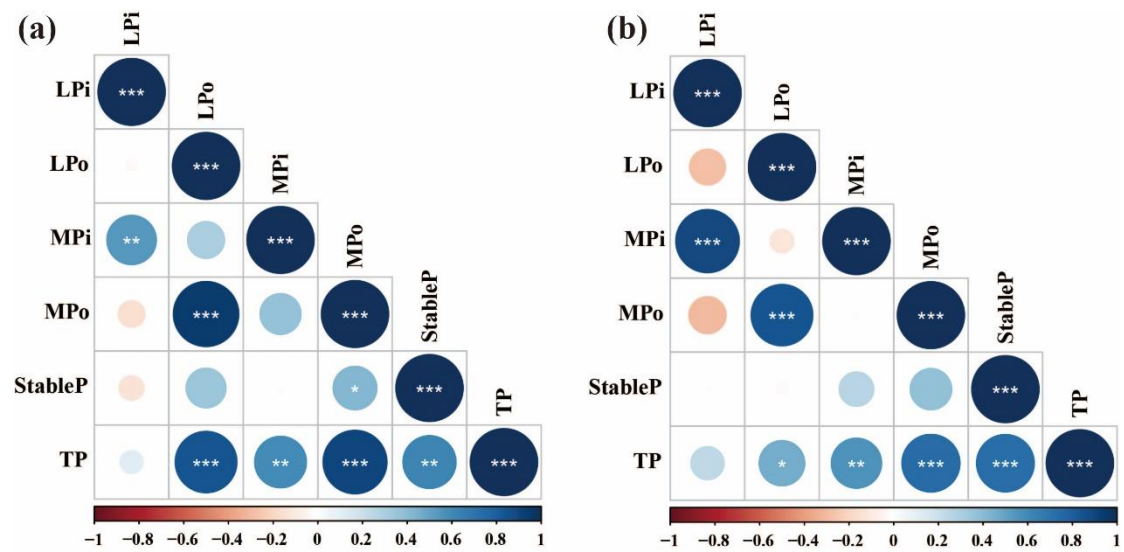 (a)
LPi
LPi ***
LPo
LPo ***
MPi
MPi ** ***
MPo
MPo *** ***
StableP
StableP * ***
TP
TP *** ** *** ** ***
−1 −0.8 −0.6 −0.4 −0.2 0 0.2 0.4 0.6 0.8 1
(b)
LPi
LPi ***
LPo
LPo ***
MPi
MPi *** ***
MPo
MPo *** ***
StableP
StableP ***
TP
TP * ** *** *** ***
−1 −0.8 −0.6 −0.4 −0.2 0 0.2 0.4 0.6 0.8 1